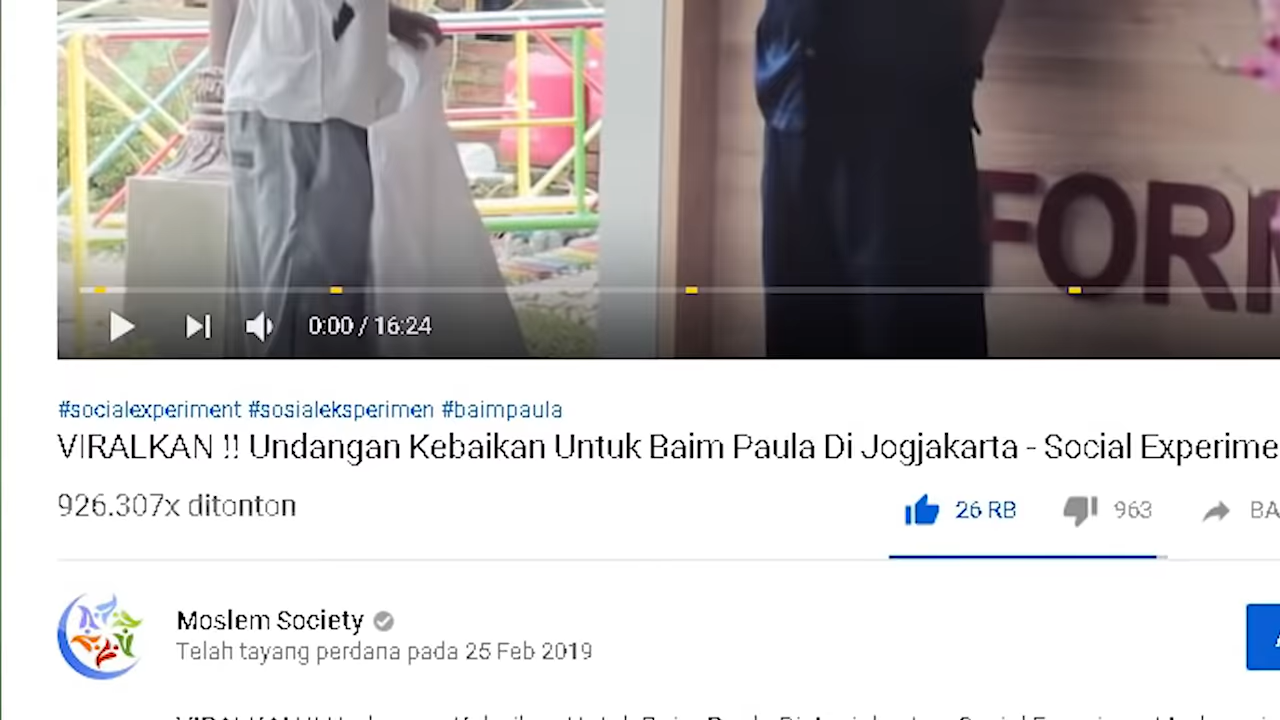 FOR
0:00 / 16:24
#socialexperiment #sosialeksperimen #baimpaula
VIRALKAN !! Undangan Kebaikan Untuk Baim Paula Di Jogjakarta - Social Experime
926.307x ditonton
26 RB 963 BA
Moslem Society
Telah tayang perdana pada 25 Feb 2019